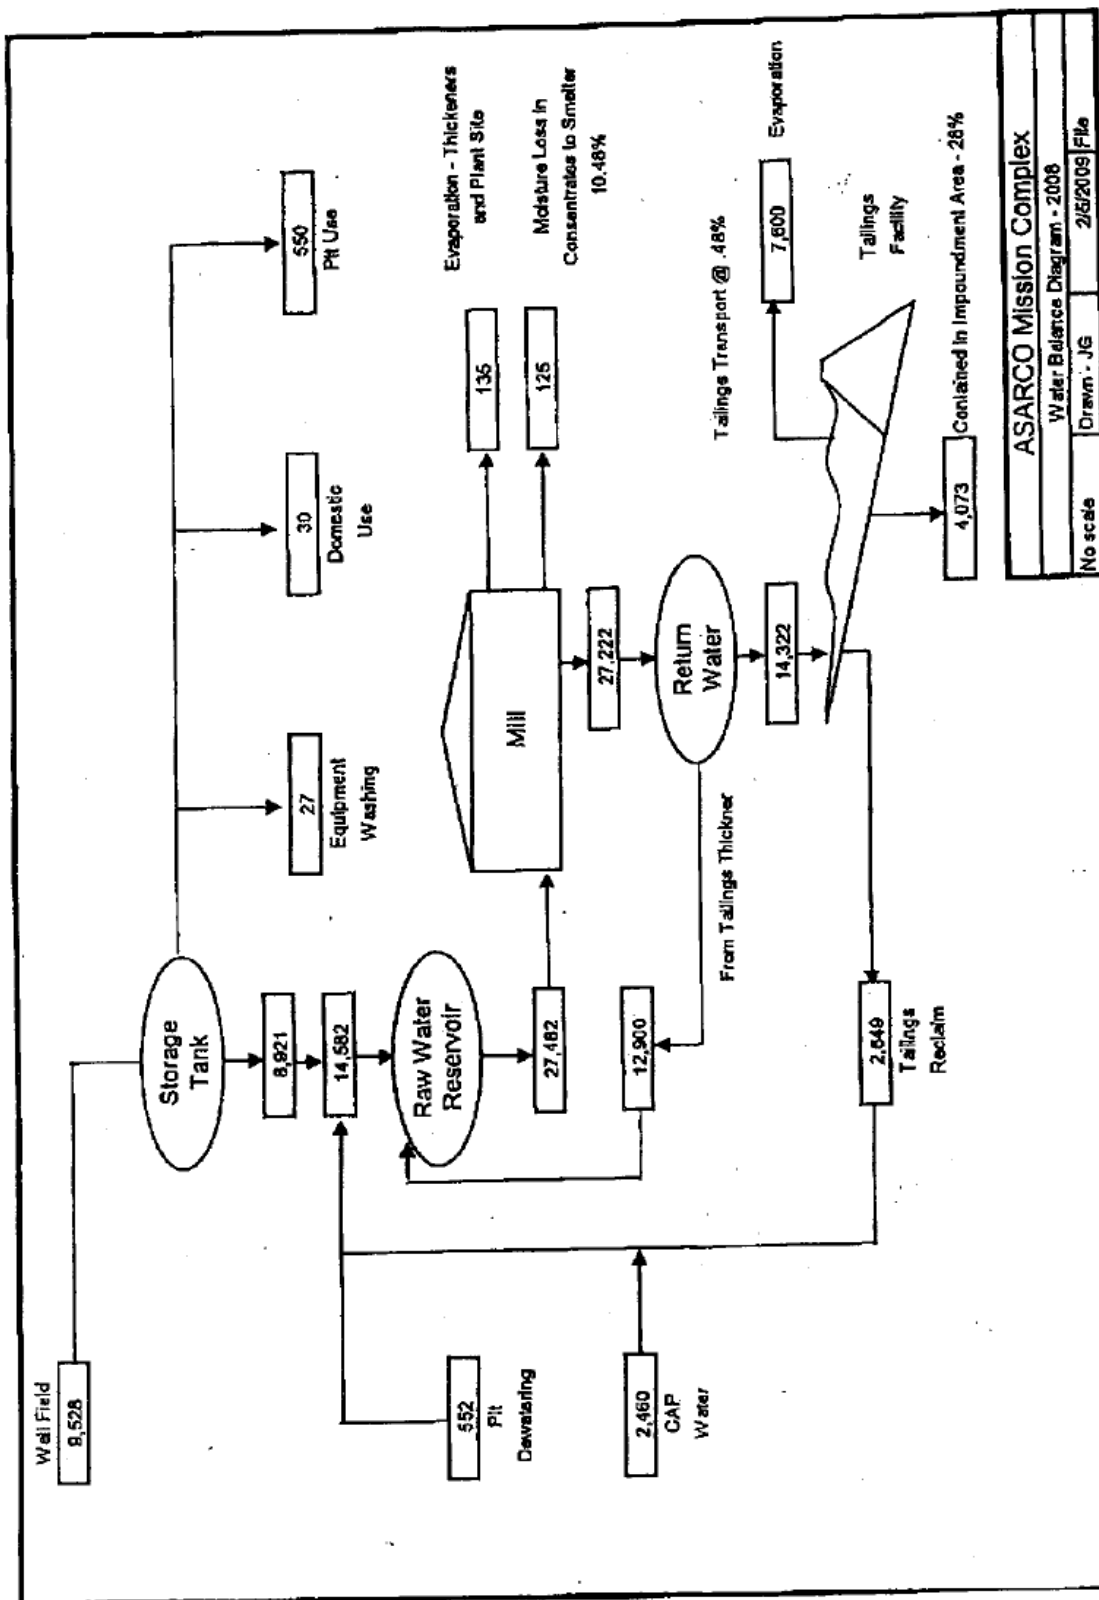 Well Field
9,528
Storage
Tank
8,921
14,582
Raw Water
Reservoir
27,482
12,900
From Tailings Thickner
552
Pit
Dewatering
2,460
CAP
Water
2,649
Tailings
Reclaim
27
Equipment
Washing
30
Domestic
Use
550
Pit Use
Mill
135
Evaporation - Thickeners
and Plant Site
125
Moisture Loss in
Consentrates to Smelter
10.48%
27,222
Return
Water
14,322
Tailings Transport @ .48%
7,600
Evaporation
Tailings
Facility
4,073
Contained in Impoundment Area - 28%
ASARCO Mission Complex
Water Balance Diagram - 2008
No scale
Drawn - JG
2/5/2009
File